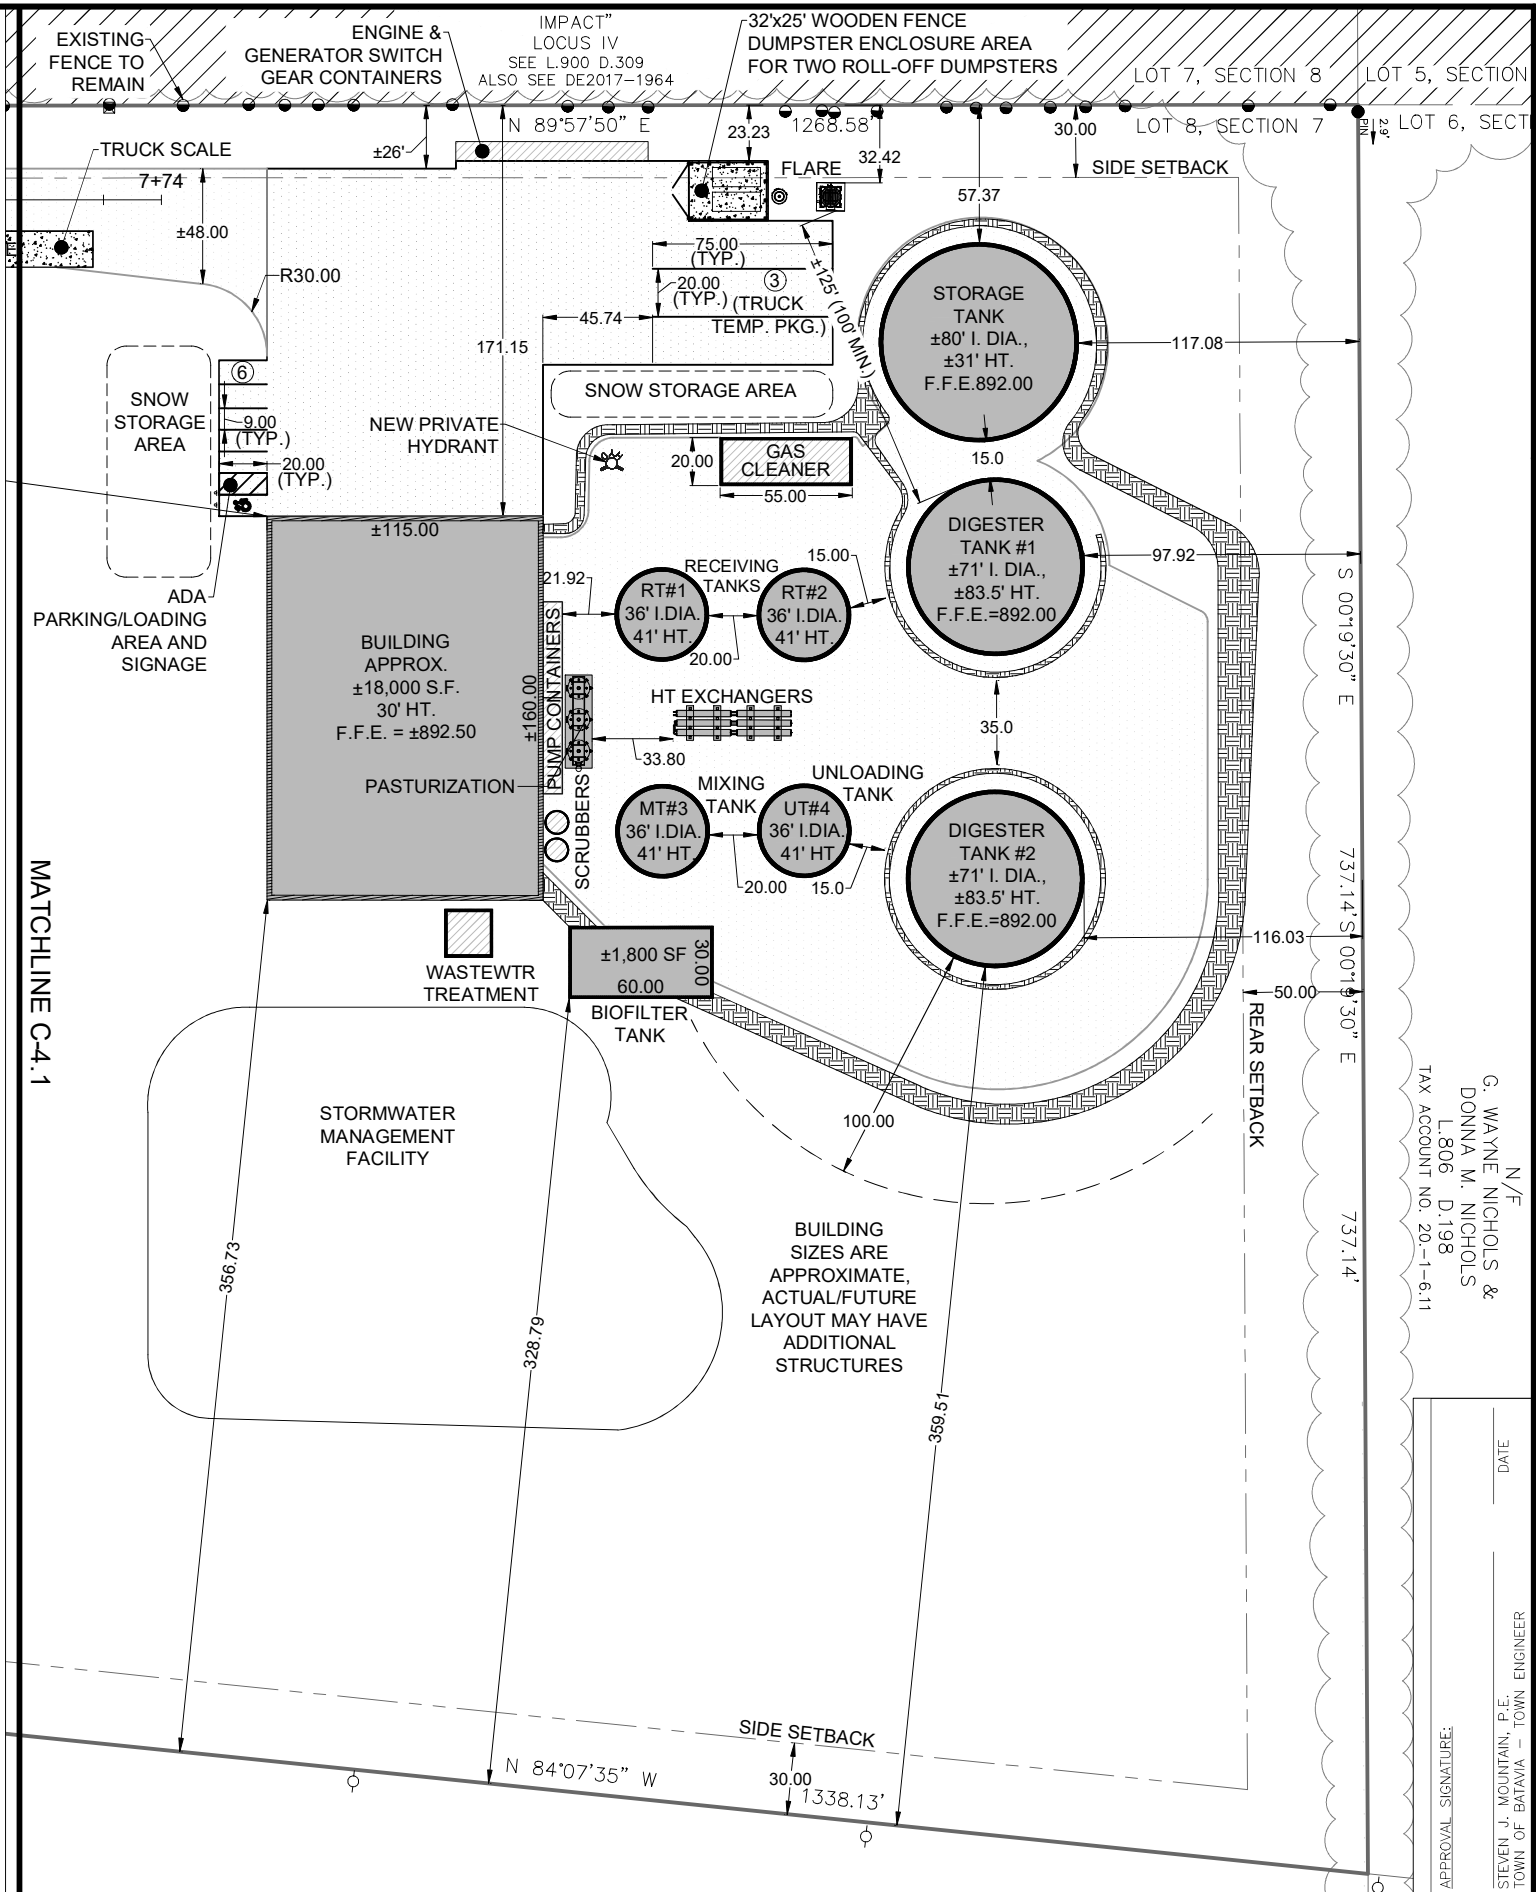 EXISTING
FENCE TO
REMAIN
ENGINE &
GENERATOR SWITCH
GEAR CONTAINERS
IMPACT"
LOCUS IV
SEE L.900 D.309
ALSO SEE DE2017-1964
32'x25' WOODEN FENCE
DUMPSTER ENCLOSURE AREA
FOR TWO ROLL-OFF DUMPSTERS
LOT 7, SECTION 8
LOT 5, SECTION
N 89°57'50" E
1268.58'
LOT 8, SECTION 7
LOT 6, SECTI
PIN
2.9'
±26'
23.23
32.42
30.00
SIDE SETBACK
57.37
TRUCK SCALE
7+74
±48.00
R30.00
FLARE
75.00
(TYP.)
20.00
(TYP.)
3
(TRUCK
TEMP. PKG.)
±125' (100' MIN.)
45.74
171.15
STORAGE
TANK
±80' I. DIA.,
±31' HT.
F.F.E.892.00
117.08
15.0
SNOW
STORAGE
AREA
6
9.00
(TYP.)
20.00
(TYP.)
SNOW STORAGE AREA
NEW PRIVATE
HYDRANT
20.00
GAS
CLEANER
55.00
±115.00
ADA
PARKING/LOADING
AREA AND
SIGNAGE
BUILDING
APPROX.
±18,000 S.F.
30' HT.
F.F.E. = ±892.50
±160.00
PASTURIZATION
PUMP CONTAINERS
SCRUBBERS
21.92
RECEIVING
TANKS
RT#1
36' I.DIA.
41' HT.
RT#2
36' I.DIA.
41' HT.
20.00
15.00
DIGESTER
TANK #1
±71' I. DIA.,
±83.5' HT.
F.F.E.=892.00
97.92
S 00°19'30" E
737.14'
HT EXCHANGERS
33.80
35.0
MIXING
TANK
UNLOADING
TANK
MT#3
36' I.DIA.
41' HT.
UT#4
36' I.DIA.
41' HT
20.00
15.0
DIGESTER
TANK #2
±71' I. DIA.,
±83.5' HT.
F.F.E.=892.00
116.03
50.00
S 00°19'30" E
737.14'
REAR SETBACK
WASTEWTR
TREATMENT
±1,800 SF
60.00
30.00
BIOFILTER
TANK
100.00
MATCHLINE C-4.1
STORMWATER
MANAGEMENT
FACILITY
BUILDING
SIZES ARE
APPROXIMATE,
ACTUAL/FUTURE
LAYOUT MAY HAVE
ADDITIONAL
STRUCTURES
356.73
328.79
359.51
N/F
G. WAYNE NICHOLS &
DONNA M. NICHOLS
L.806 D.198
TAX ACCOUNT NO. 20.-1-6.11
SIDE SETBACK
30.00
N 84°07'35" W
1338.13'
APPROVAL SIGNATURE:
STEVEN J. MOUNTAIN, P.E.
TOWN OF BATAVIA - TOWN ENGINEER
DATE